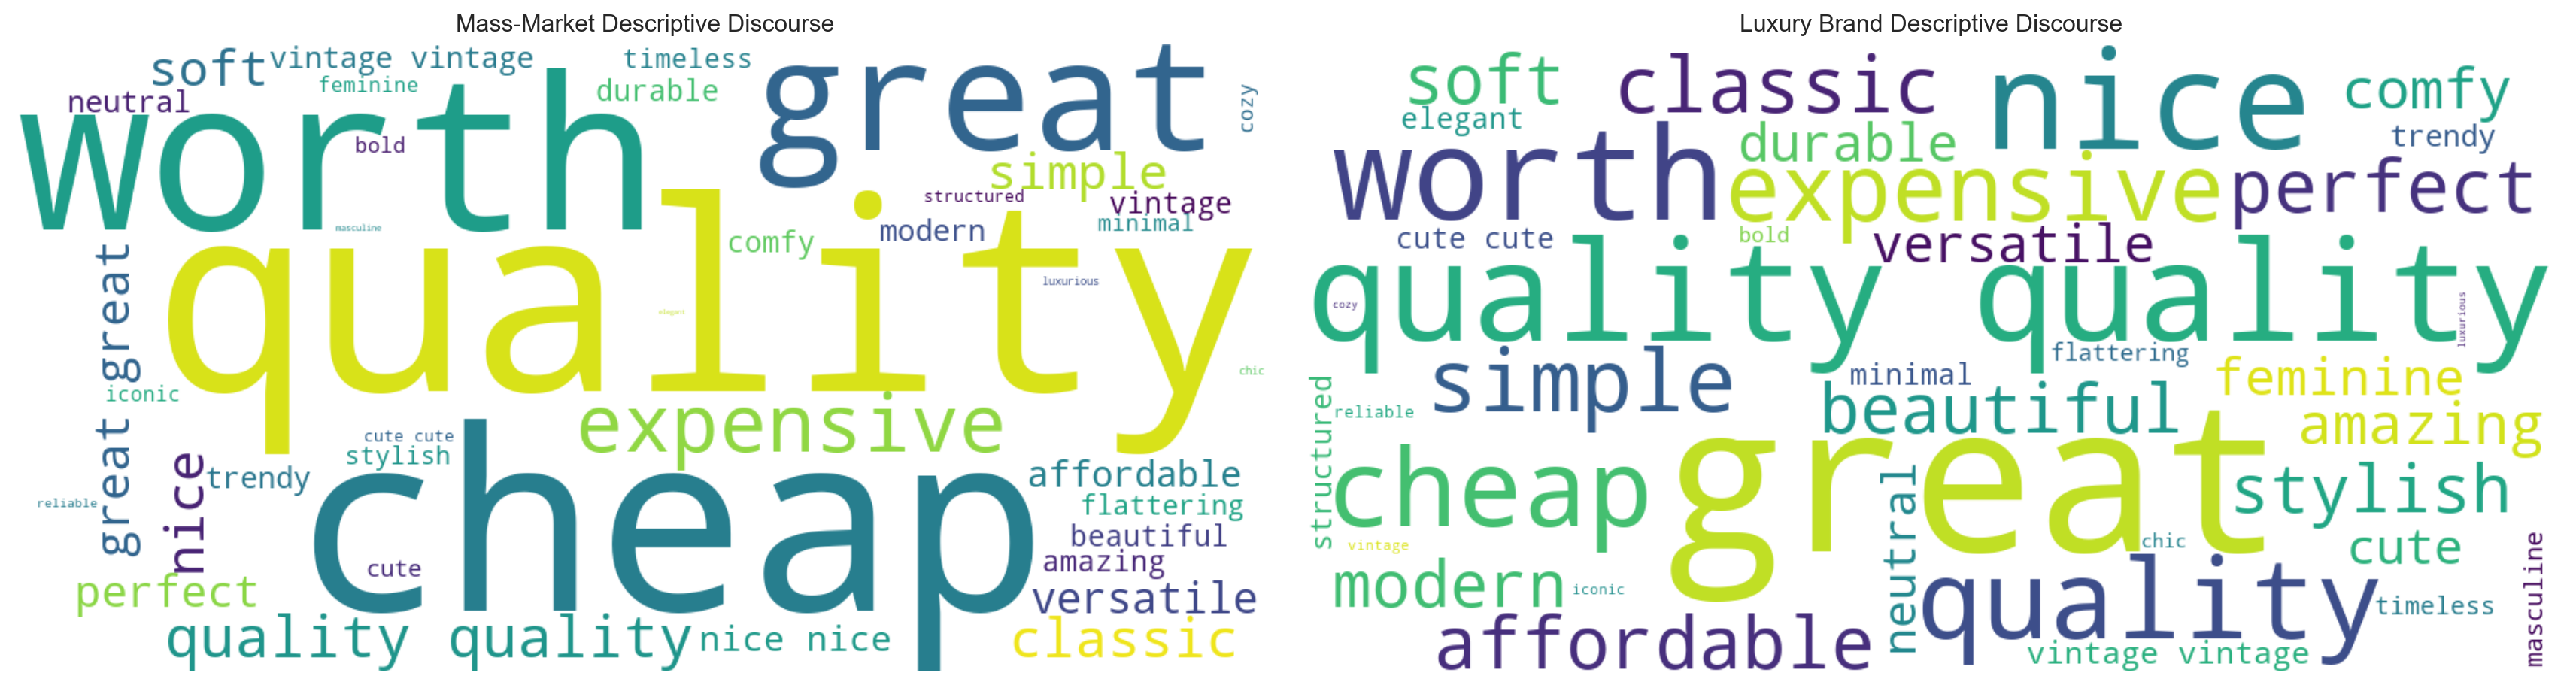 Mass-Market Descriptive Discourse
soft
vintage vintage
timeless
great
feminine
durable
cozy
neutral
worth
bold
simple
structured
vintage
masculine
modern
minimal
comfy
quality
luxurious
great great
elegant
chic
iconic
expensive
cute cute
stylish
cheap
nice
trendy
affordable
reliable
flattering
beautiful
amazing
cute
perfect
versatile
quality quality
nice nice
classic
Luxury Brand Descriptive Discourse
soft
classic
nice
comfy
elegant
trendy
worth
durable
expensive
perfect
cute cute
bold
versatile
quality quality
cozy
luxurious
flattering
simple
minimal
feminine
structured
reliable
beautiful
amazing
cheap
great
stylish
neutral
vintage
chic
cute
modern
iconic
quality
timeless
masculine
affordable
vintage vintage